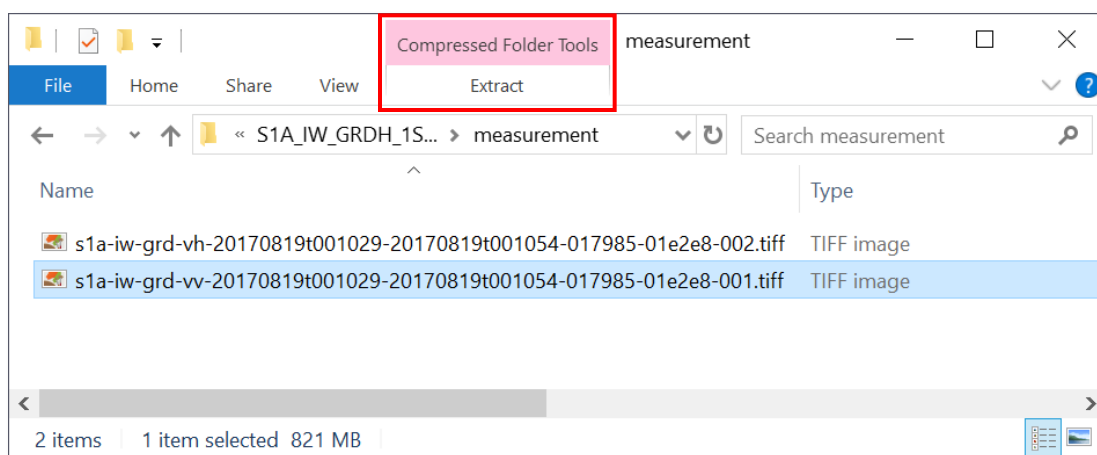 Compressed Folder Tools measurement
File Home Share View Extract ?
« S1A_IW_GRDH_1S... > measurement Search measurement
Name Type
s1a-iw-grd-vh-20170819t001029-20170819t001054-017985-01e2e8-002.tiff TIFF image
s1a-iw-grd-vv-20170819t001029-20170819t001054-017985-01e2e8-001.tiff TIFF image
2 items 1 item selected 821 MB